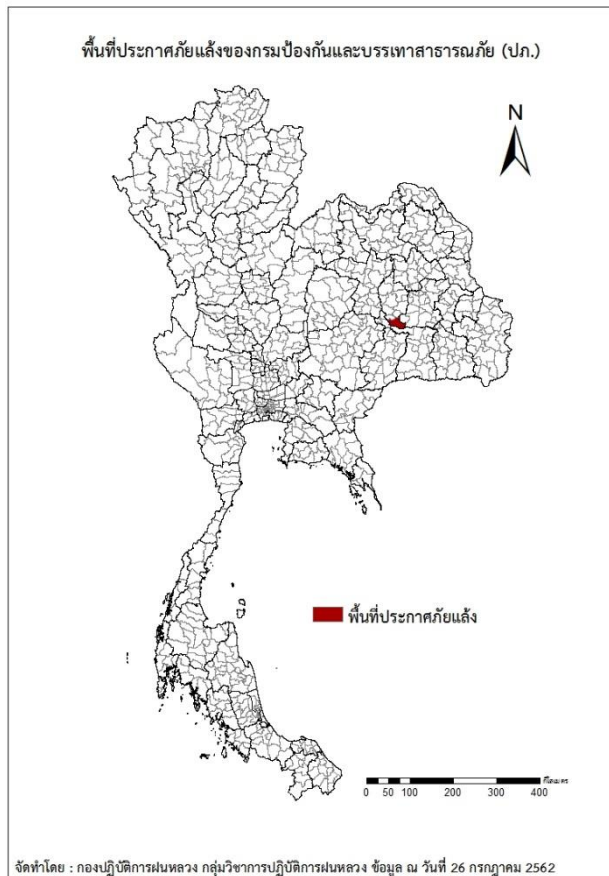 พื้นที่ประกาศภัยแล้งของกรมป้องกันและบรรเทาสาธารณภัย (ปภ.)
N
พื้นที่ประกาศภัยแล้ง
กิโลเมตร
0 50 100 200 300 400
จัดทำโดย : กองปฏิบัติการฝนหลวง กลุ่มวิชาการปฏิบัติการฝนหลวง ข้อมูล ณ วันที่ 26 กรกฎาคม 2562